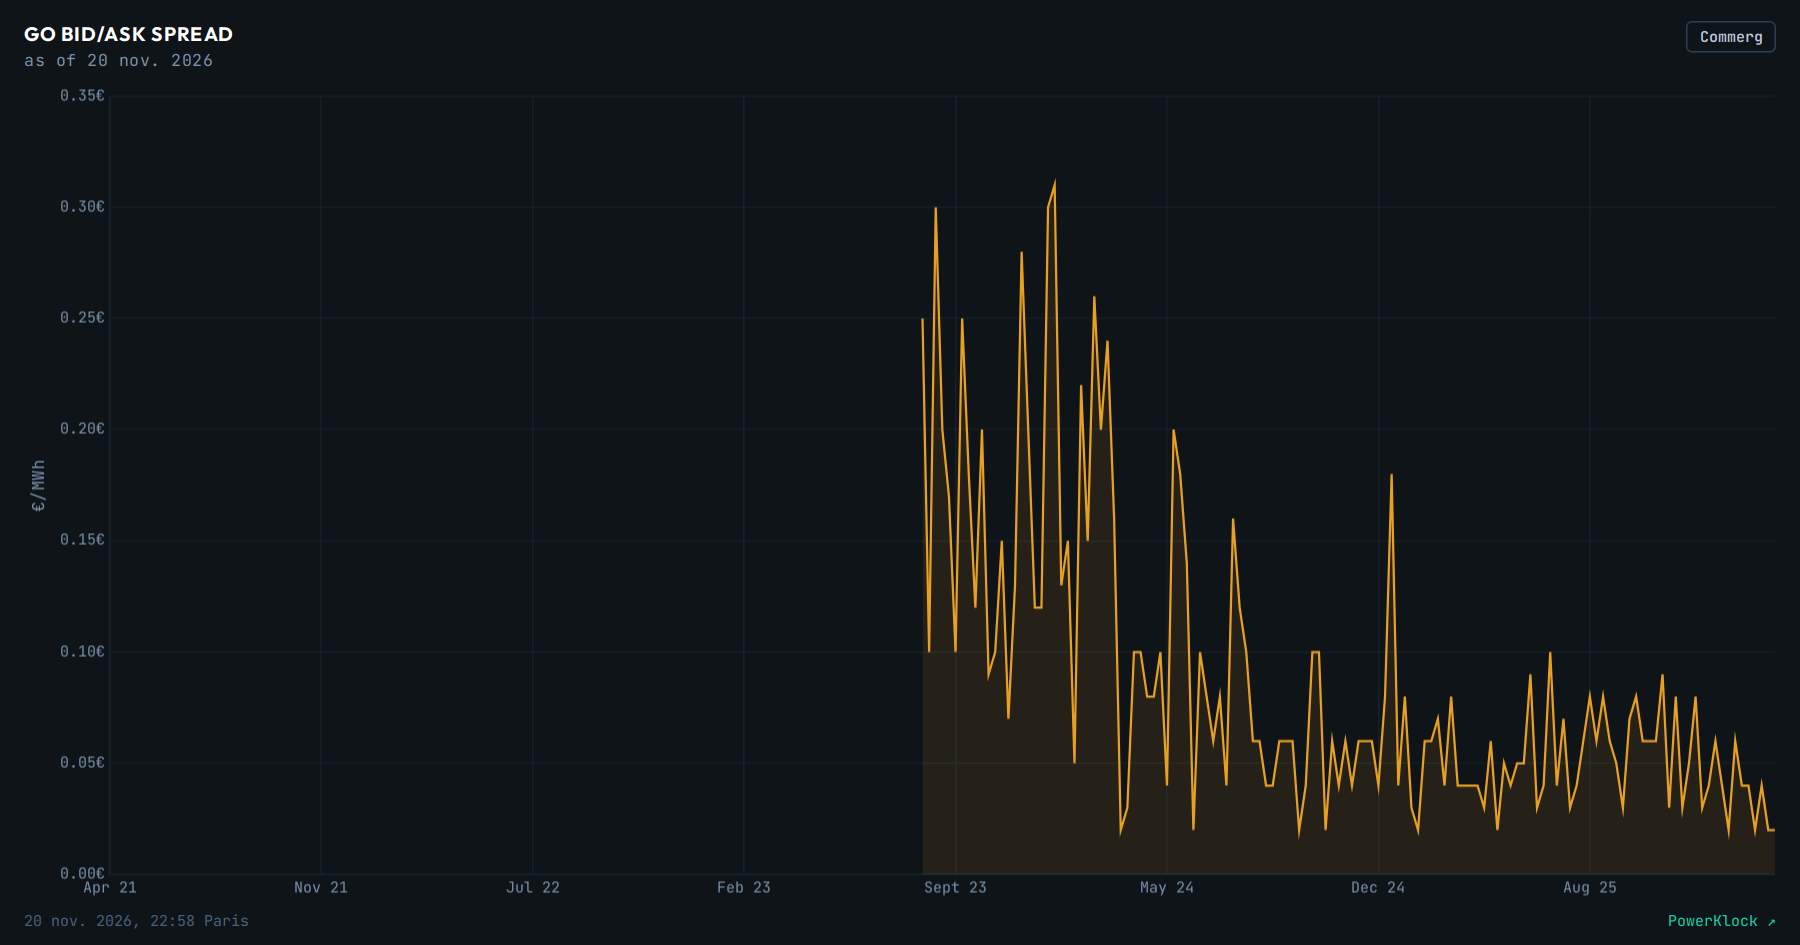 GO BID/ASK SPREAD
as of 20 nov. 2026
Commerg
0.35€
0.30€
0.25€
0.20€
0.15€
0.10€
0.05€
0.00€
€/MWh
Apr 21
Nov 21
Jul 22
Feb 23
Sept 23
May 24
Dec 24
Aug 25
20 nov. 2026, 22:58 Paris
PowerKlock ↗